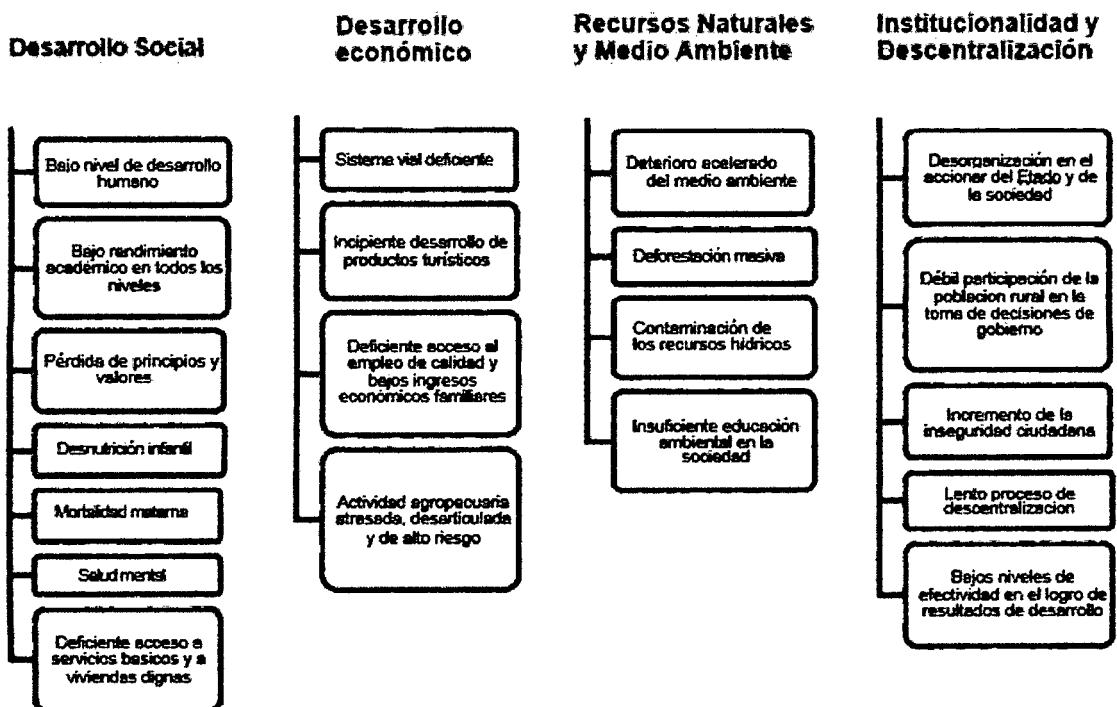 Desarrollo Social
Bajo nivel de desarrollo
humano
Bajo rendimiento
académico en todos los
niveles
Pérdida de principios y
valores
Desnutrición infantil
Mortalidad materna
Salud mental
Deficiente acceso a
servicios basicos y a
viviendas dignas
Desarrollo
económico
Sistema vial deficiente
Incipiente desarrollo de
productos turísticos
Deficiente acceso al
empleo de calidad y
bajos ingresos
económicos familiares
Actividad agropecuaria
atrasada, desarticulada
y de alto riesgo
Recursos Naturales
y Medio Ambiente
Deterioro acelerado
del medio ambiente
Deforestación masiva
Contaminación de
los recursos hídricos
Insuficiente educación
ambiental en la
sociedad
Institucionalidad y
Descentralización
Desorganización en el
accionar del Etado y de
la sociedad
Débil participación de la
poblacion rural en la
toma de decisiones de
gobierno
Incremento de la
inseguridad ciudadana
Lento proceso de
descentralizacion
Bajos niveles de
efectividad en el logro de
resultados de desarrollo